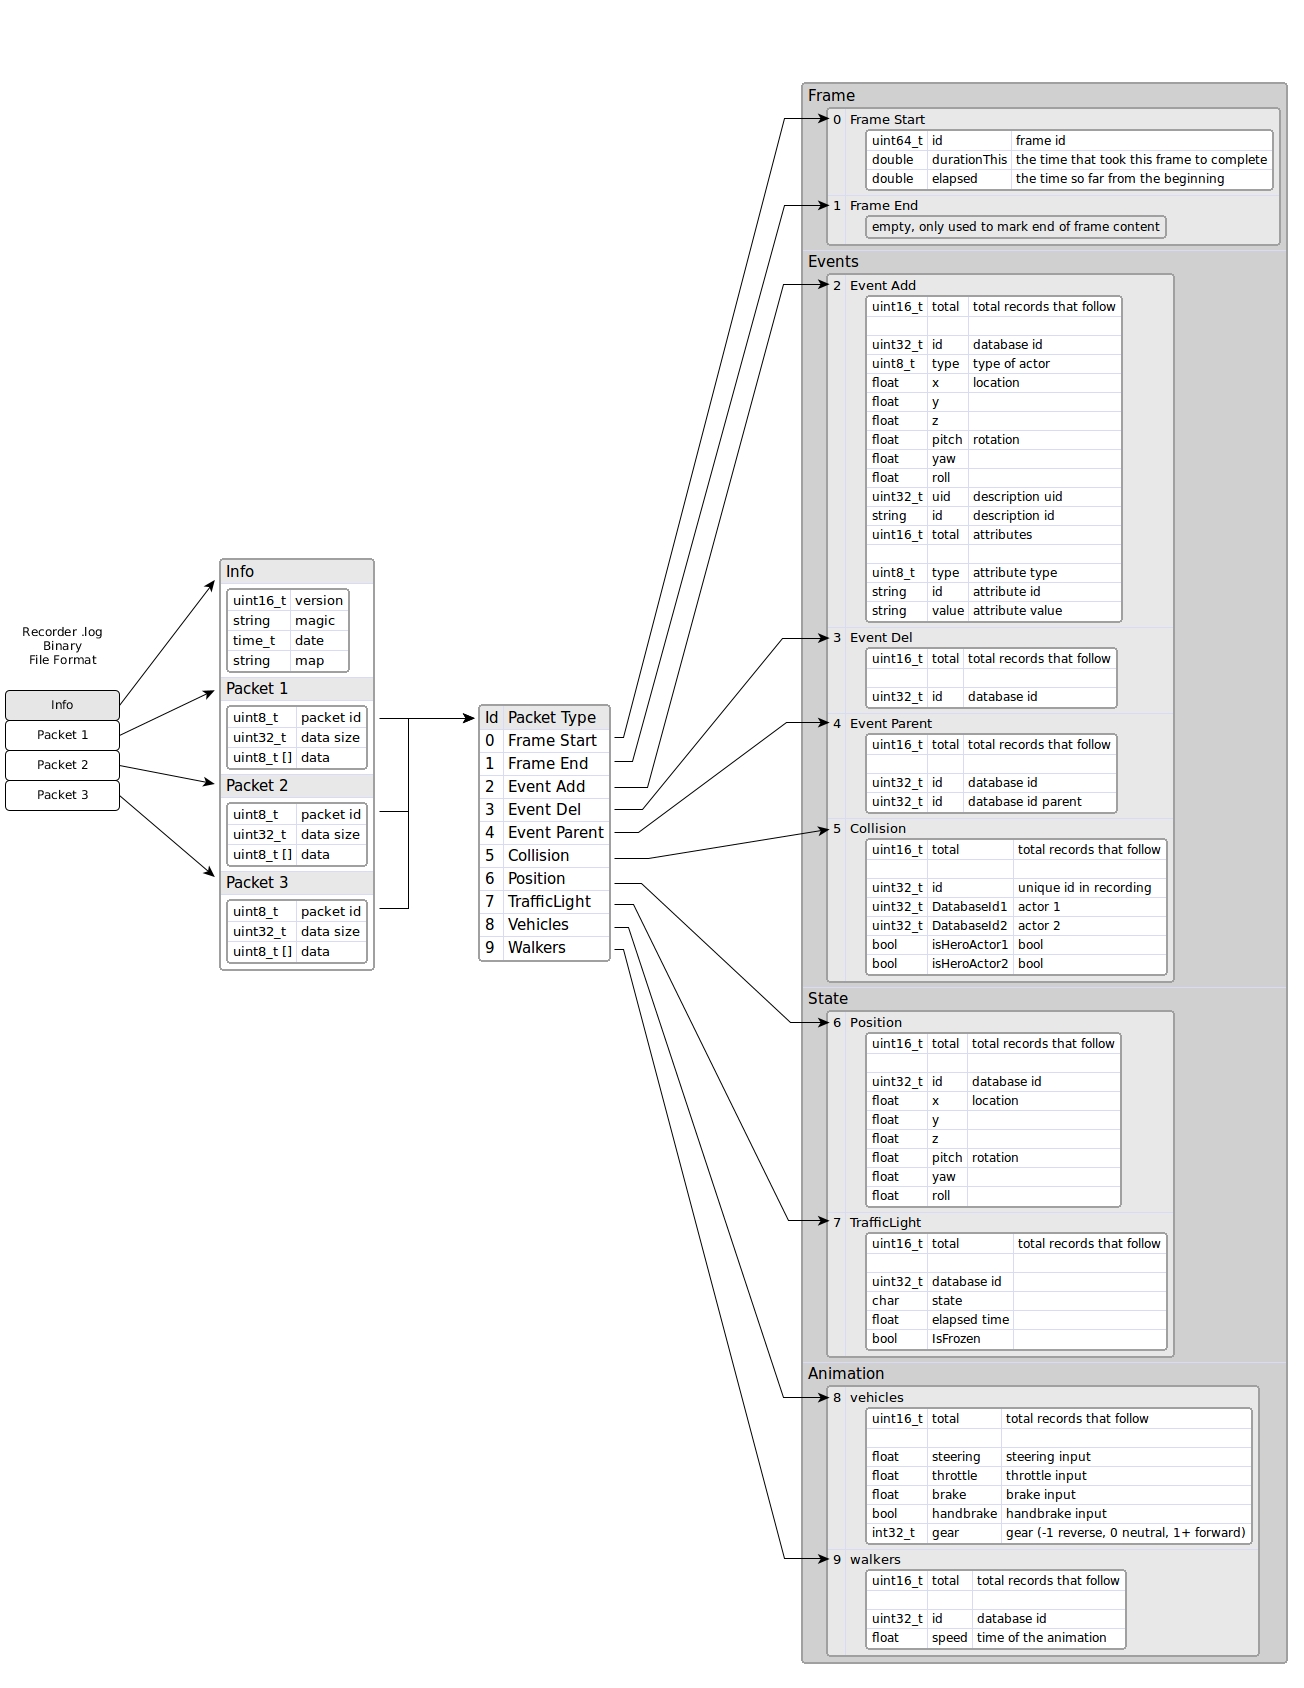 Recorder .log
Binary
File Format
Info
Packet 1
Packet 2
Packet 3
Info
uint16_t version
string magic
time_t date
string map
Packet 1
uint8_t packet id
uint32_t data size
uint8_t [] data
Packet 2
uint8_t packet id
uint32_t data size
uint8_t [] data
Packet 3
uint8_t packet id
uint32_t data size
uint8_t [] data
Id Packet Type
0 Frame Start
1 Frame End
2 Event Add
3 Event Del
4 Event Parent
5 Collision
6 Position
7 TrafficLight
8 Vehicles
9 Walkers
Frame
0 Frame Start
uint64_t id frame id
double durationThis the time that took this frame to complete
double elapsed the time so far from the beginning
1 Frame End
empty, only used to mark end of frame content
Events
2 Event Add
uint16_t total total records that follow
uint32_t id database id
uint8_t type type of actor
float x location
float y
float z
float pitch rotation
float yaw
float roll
uint32_t uid description uid
string id description id
uint16_t total attributes
uint8_t type attribute type
string id attribute id
string value attribute value
3 Event Del
uint16_t total total records that follow
uint32_t id database id
4 Event Parent
uint16_t total total records that follow
uint32_t id database id
uint32_t id database id parent
5 Collision
uint16_t total total records that follow
uint32_t id unique id in recording
uint32_t DatabaseId1 actor 1
uint32_t DatabaseId2 actor 2
bool isHeroActor1 bool
bool isHeroActor2 bool
State
6 Position
uint16_t total total records that follow
uint32_t id database id
float x location
float y
float z
float pitch rotation
float yaw
float roll
7 TrafficLight
uint16_t total total records that follow
uint32_t database id
char state
float elapsed time
bool IsFrozen
Animation
8 vehicles
uint16_t total total records that follow
float steering steering input
float throttle throttle input
float brake brake input
bool handbrake handbrake input
int32_t gear gear (-1 reverse, 0 neutral, 1+ forward)
9 walkers
uint16_t total total records that follow
uint32_t id database id
float speed time of the animation